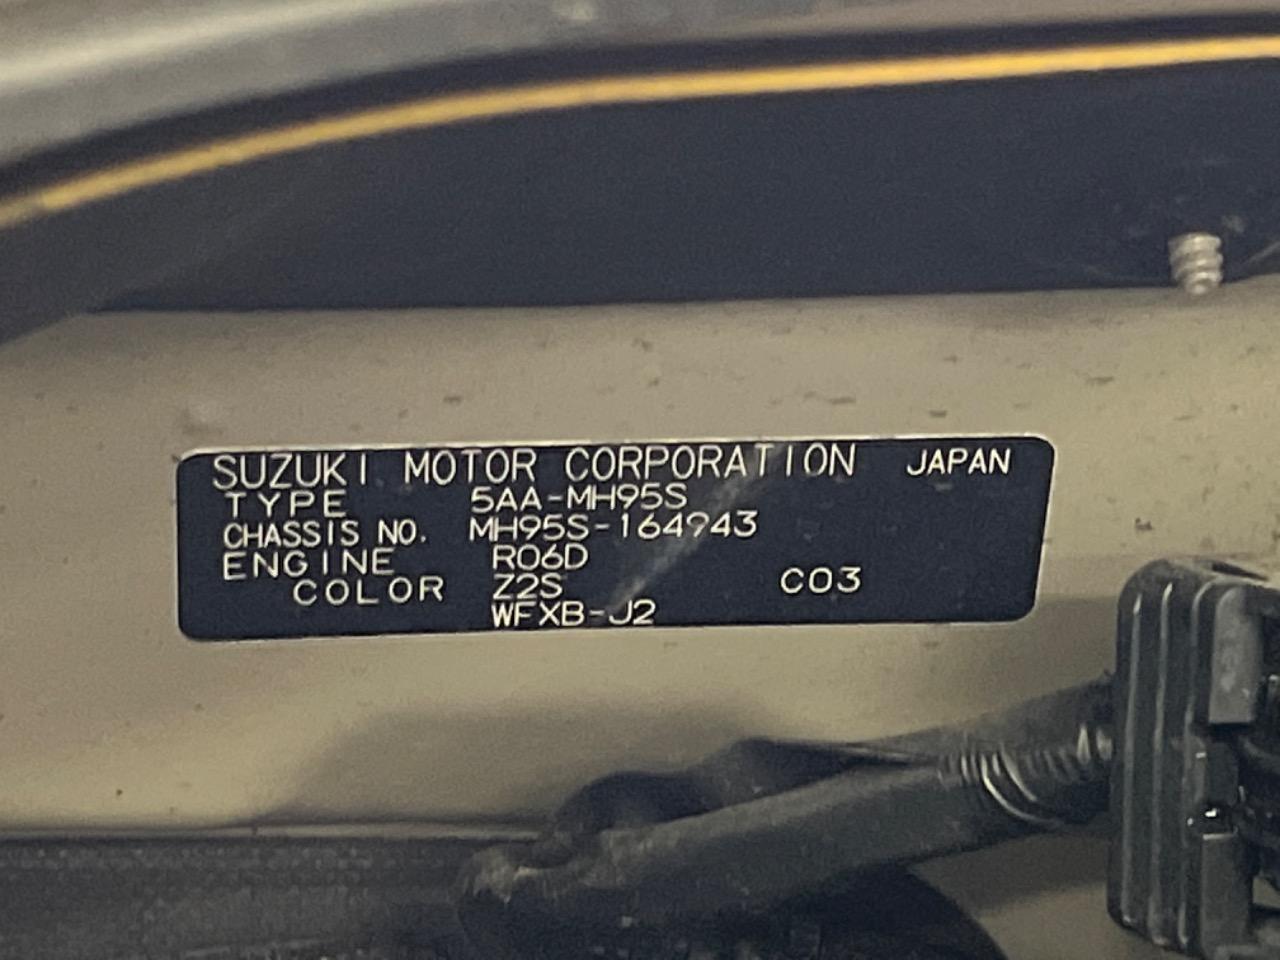 SUZUKI MOTOR CORPORATION JAPAN
TYPE 5AA-MH95S
CHASSIS NO. MH95S-164943
ENGINE R06D
COLOR Z2S C03
WFXB-J2